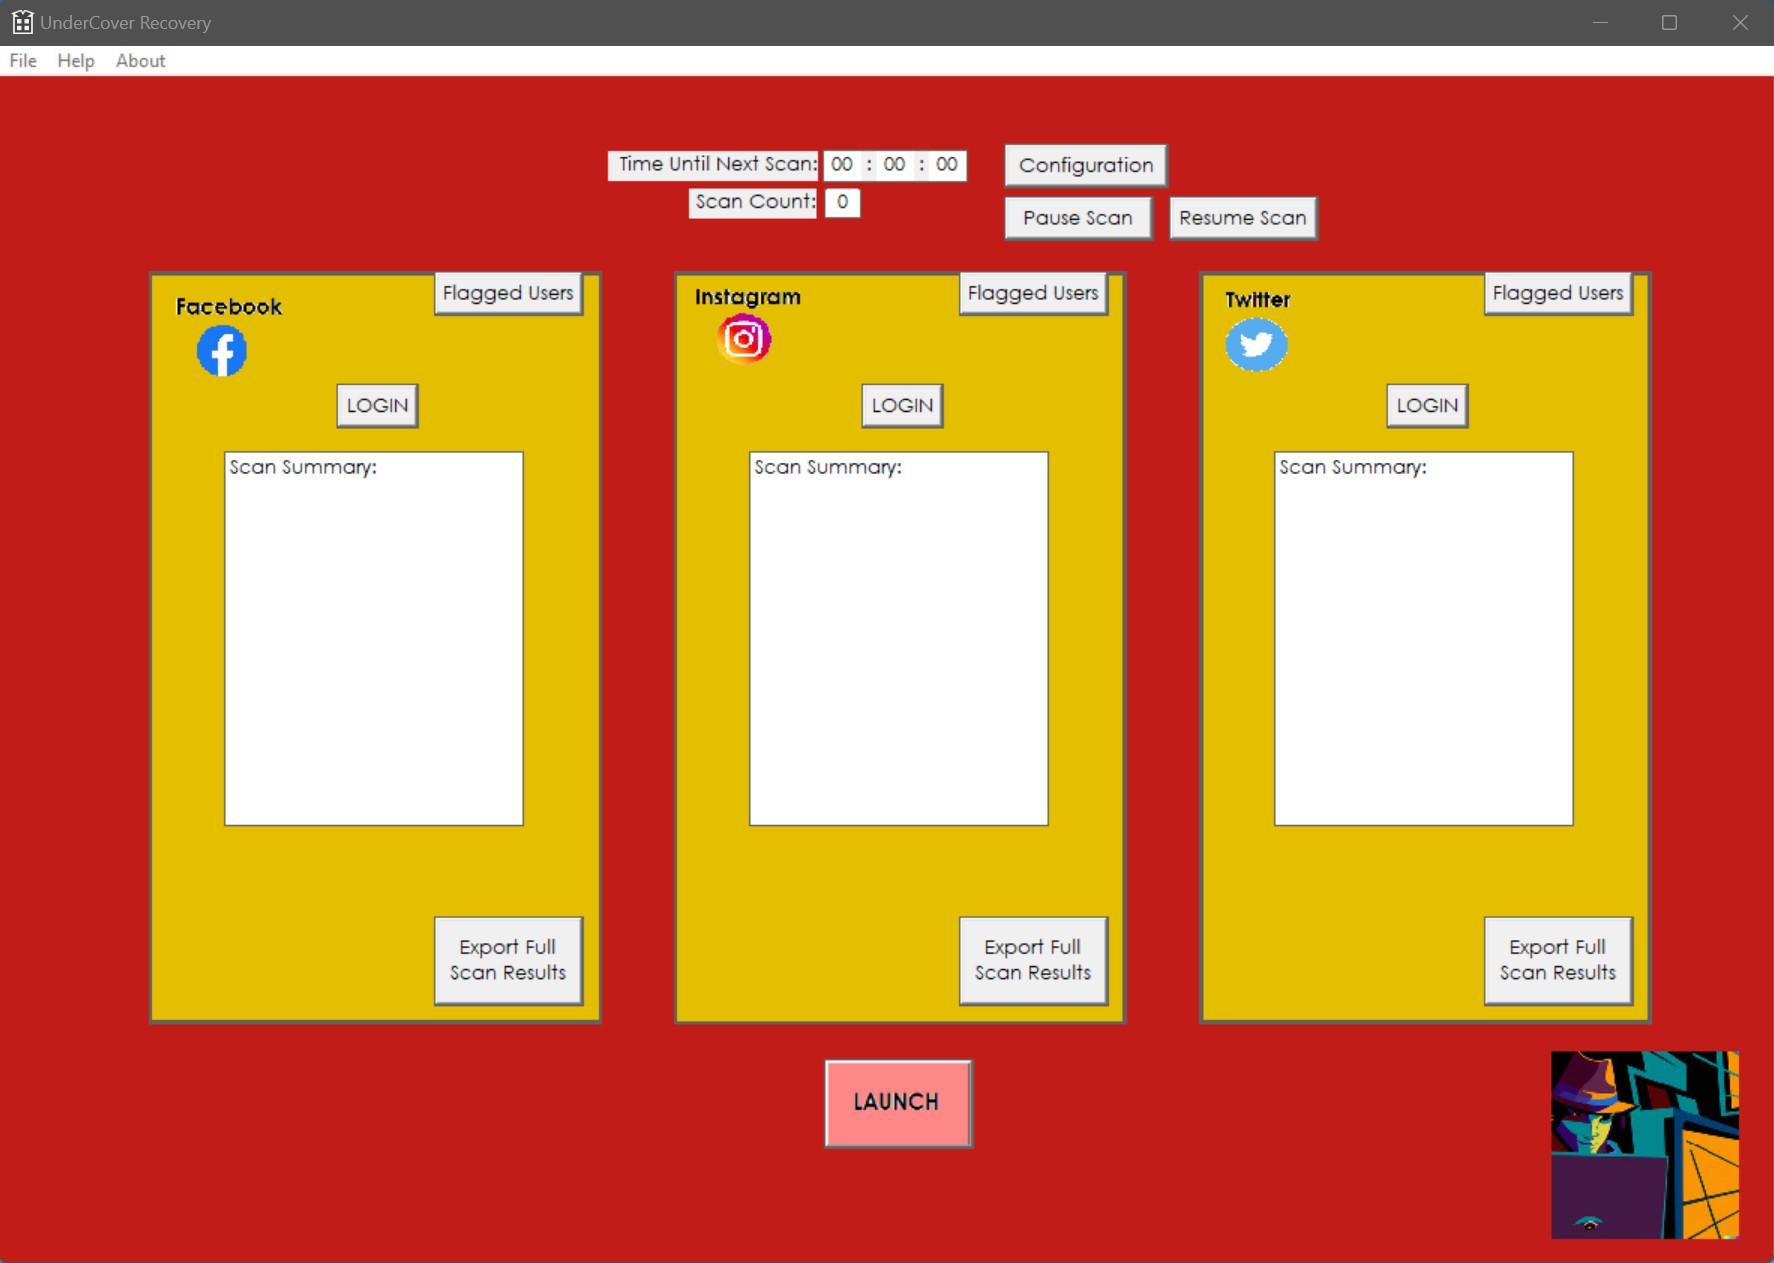 UnderCover Recovery
File Help About
Time Until Next Scan: 00 : 00 : 00
Configuration
Scan Count: 0
Pause Scan
Resume Scan
Facebook
Flagged Users
LOGIN
Scan Summary:
Export Full
Scan Results
Instagram
Flagged Users
LOGIN
Scan Summary:
Export Full
Scan Results
Twitter
Flagged Users
LOGIN
Scan Summary:
Export Full
Scan Results
LAUNCH